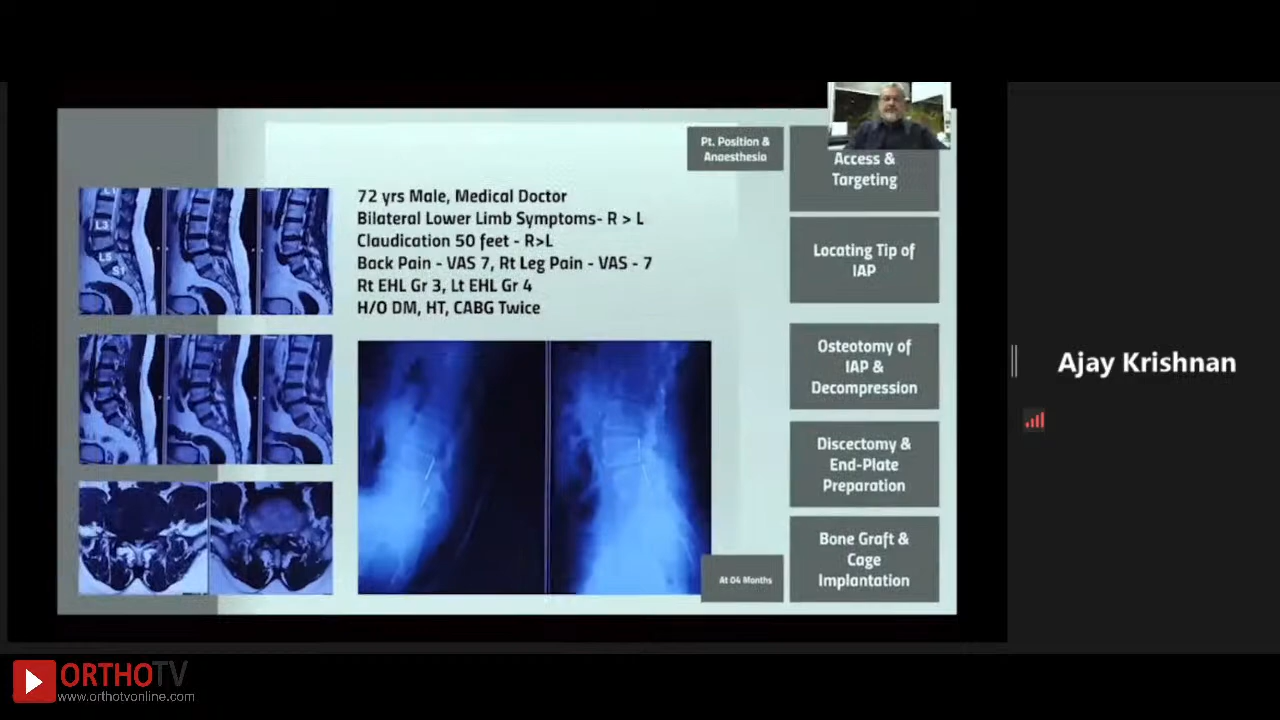 72 yrs Male, Medical Doctor
Bilateral Lower Limb Symptoms- R > L
Claudication 50 feet - R>L
Back Pain - VAS 7, Rt Leg Pain - VAS - 7
Rt EHL Gr 3, Lt EHL Gr 4
H/O DM, HT, CABG Twice
L3
L5
S1
Pt. Position &
Anaesthesia
Access &
Targeting
Locating Tip of
IAP
Osteotomy of
IAP &
Decompression
Discectomy &
End-Plate
Preparation
Bone Graft &
Cage
Implantation
At 04 Months
Ajay Krishnan
ORTHOTV
www.orthotvonline.com